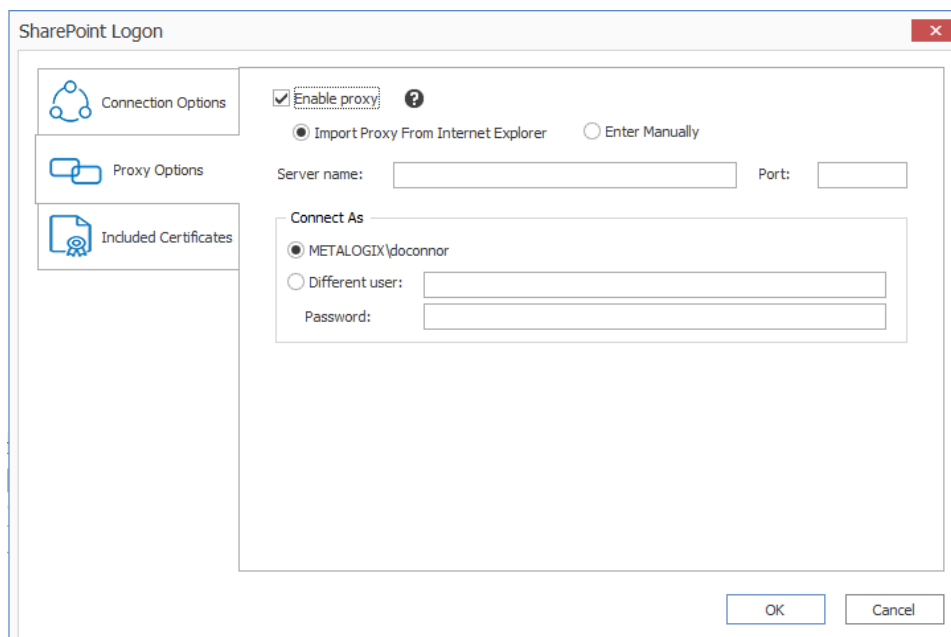 SharePoint Logon
Connection Options
Proxy Options
Included Certificates
Enable proxy ?
Import Proxy From Internet Explorer Enter Manually
Server name: Port:
Connect As
METALOGIX\doconnor
Different user:
Password:
OK Cancel